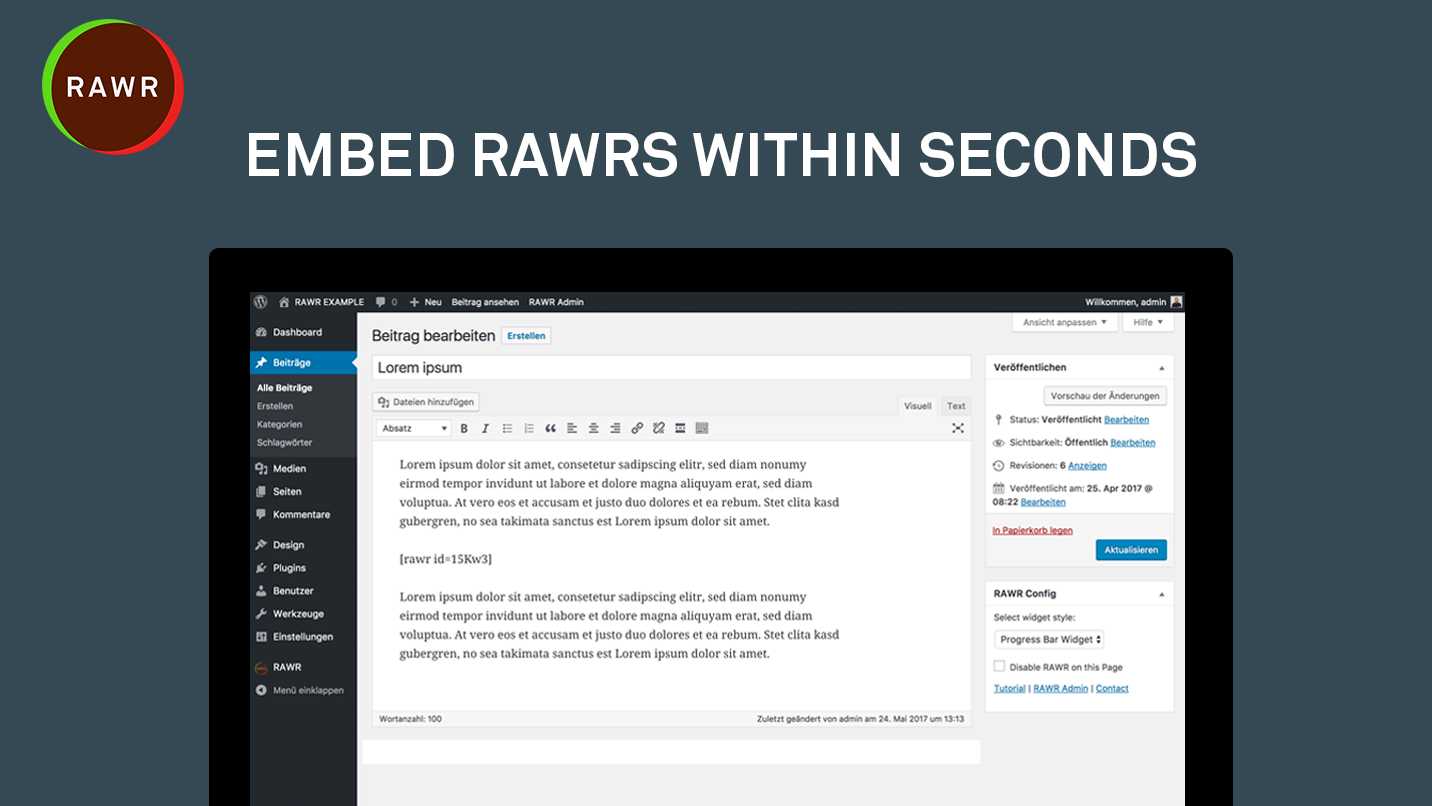 RAWR
EMBED RAWRS WITHIN SECONDS
RAWR EXAMPLE 0 Neu Beitrag ansehen RAWR Admin Willkommen, admin
Ansicht anpassen Hilfe
Dashboard
Beiträge
Alle Beiträge
Erstellen
Kategorien
Schlagwörter
Medien
Seiten
Kommentare
Design
Plugins
Benutzer
Werkzeuge
Einstellungen
RAWR
Menü einklappen
Beitrag bearbeiten Erstellen
Lorem ipsum
Dateien hinzufügen
Visuell Text
Absatz B I
Lorem ipsum dolor sit amet, consetetur sadipscing elitr, sed diam nonumy
eirmod tempor invidunt ut labore et dolore magna aliquyam erat, sed diam
voluptua. At vero eos et accusam et justo duo dolores et ea rebum. Stet clita kasd
gubergren, no sea takimata sanctus est Lorem ipsum dolor sit amet.
[rawr id=15Kw3]
Lorem ipsum dolor sit amet, consetetur sadipscing elitr, sed diam nonumy
eirmod tempor invidunt ut labore et dolore magna aliquyam erat, sed diam
voluptua. At vero eos et accusam et justo duo dolores et ea rebum. Stet clita kasd
gubergren, no sea takimata sanctus est Lorem ipsum dolor sit amet.
Wortanzahl: 100 Zuletzt geändert von admin am 24. Mai 2017 um 13:13
Veröffentlichen
Vorschau der Änderungen
Status: Veröffentlicht Bearbeiten
Sichtbarkeit: Öffentlich Bearbeiten
Revisionen: 6 Anzeigen
Veröffentlicht am: 25. Apr 2017 @
08:22 Bearbeiten
In Papierkorb legen
Aktualisieren
RAWR Config
Select widget style:
Progress Bar Widget
Disable RAWR on this Page
Tutorial | RAWR Admin | Contact